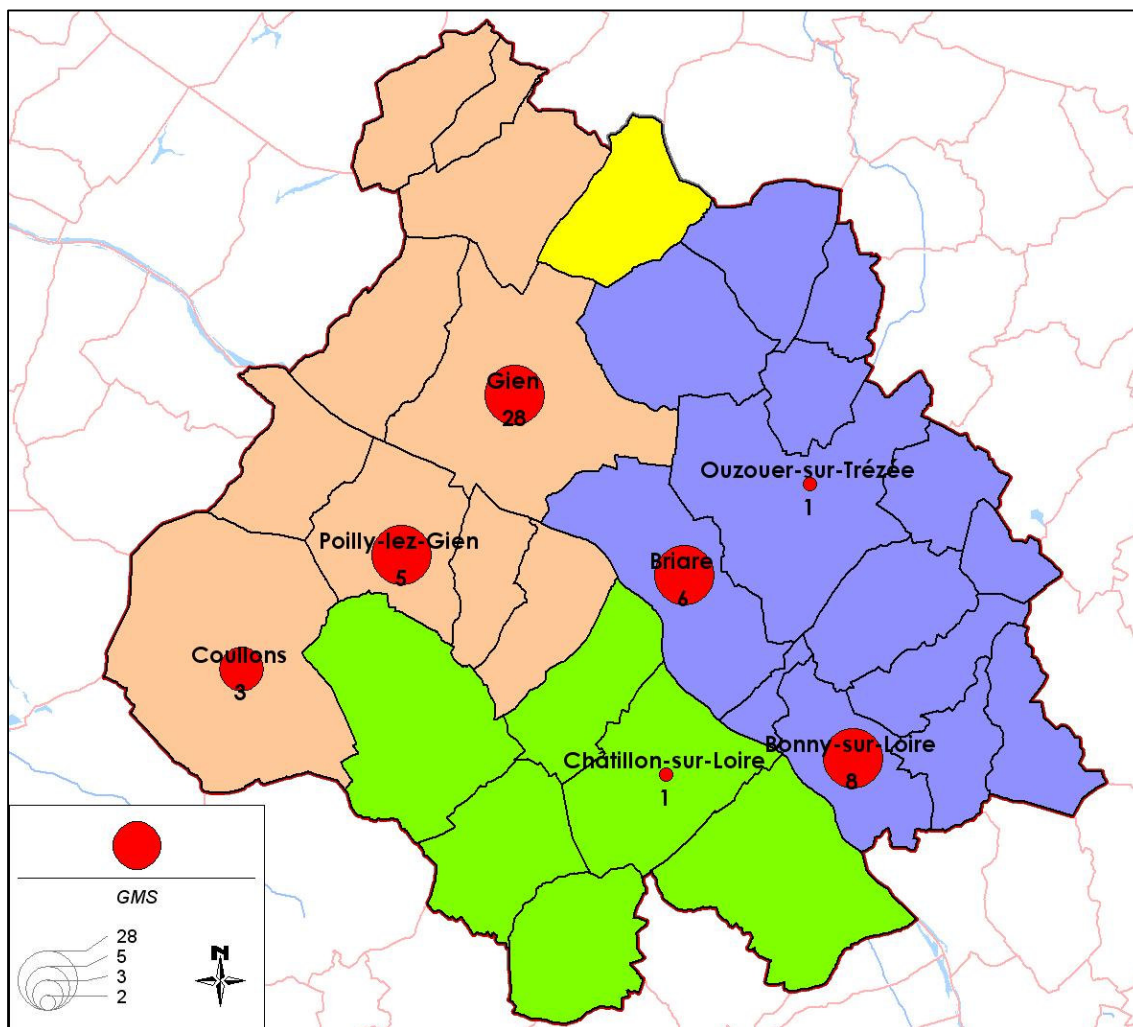 Gien
28
Ouzouer-sur-Trézée
1
Poilly-lez-Gien
5
Briare
6
Coullons
3
Bonny-sur-Loire
8
Châtillon-sur-Loire
1
GMS
28
5
3
2
N